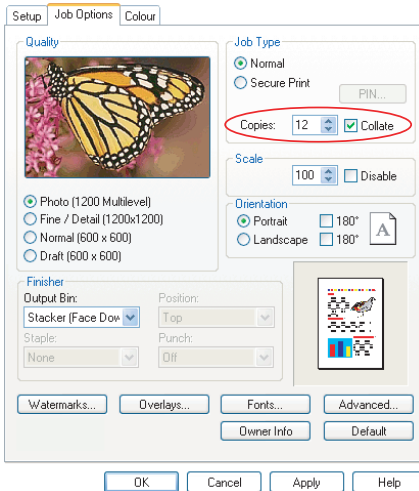 Setup Job Options Colour
Quality
Photo (1200 Multilevel)
Fine / Detail (1200x1200)
Normal (600 x 600)
Draft (600 x 600)
Job Type
Normal
Secure Print
PIN...
Copies: 12 Collate
Scale
100 Disable
Orientation
Portrait 180°
Landscape 180°
A
Finisher
Output Bin: Position:
Stacker (Face Dow Top
Staple: Punch:
None Off
Watermarks... Overlays... Fonts... Advanced...
Owner Info Default
OK Cancel Apply Help